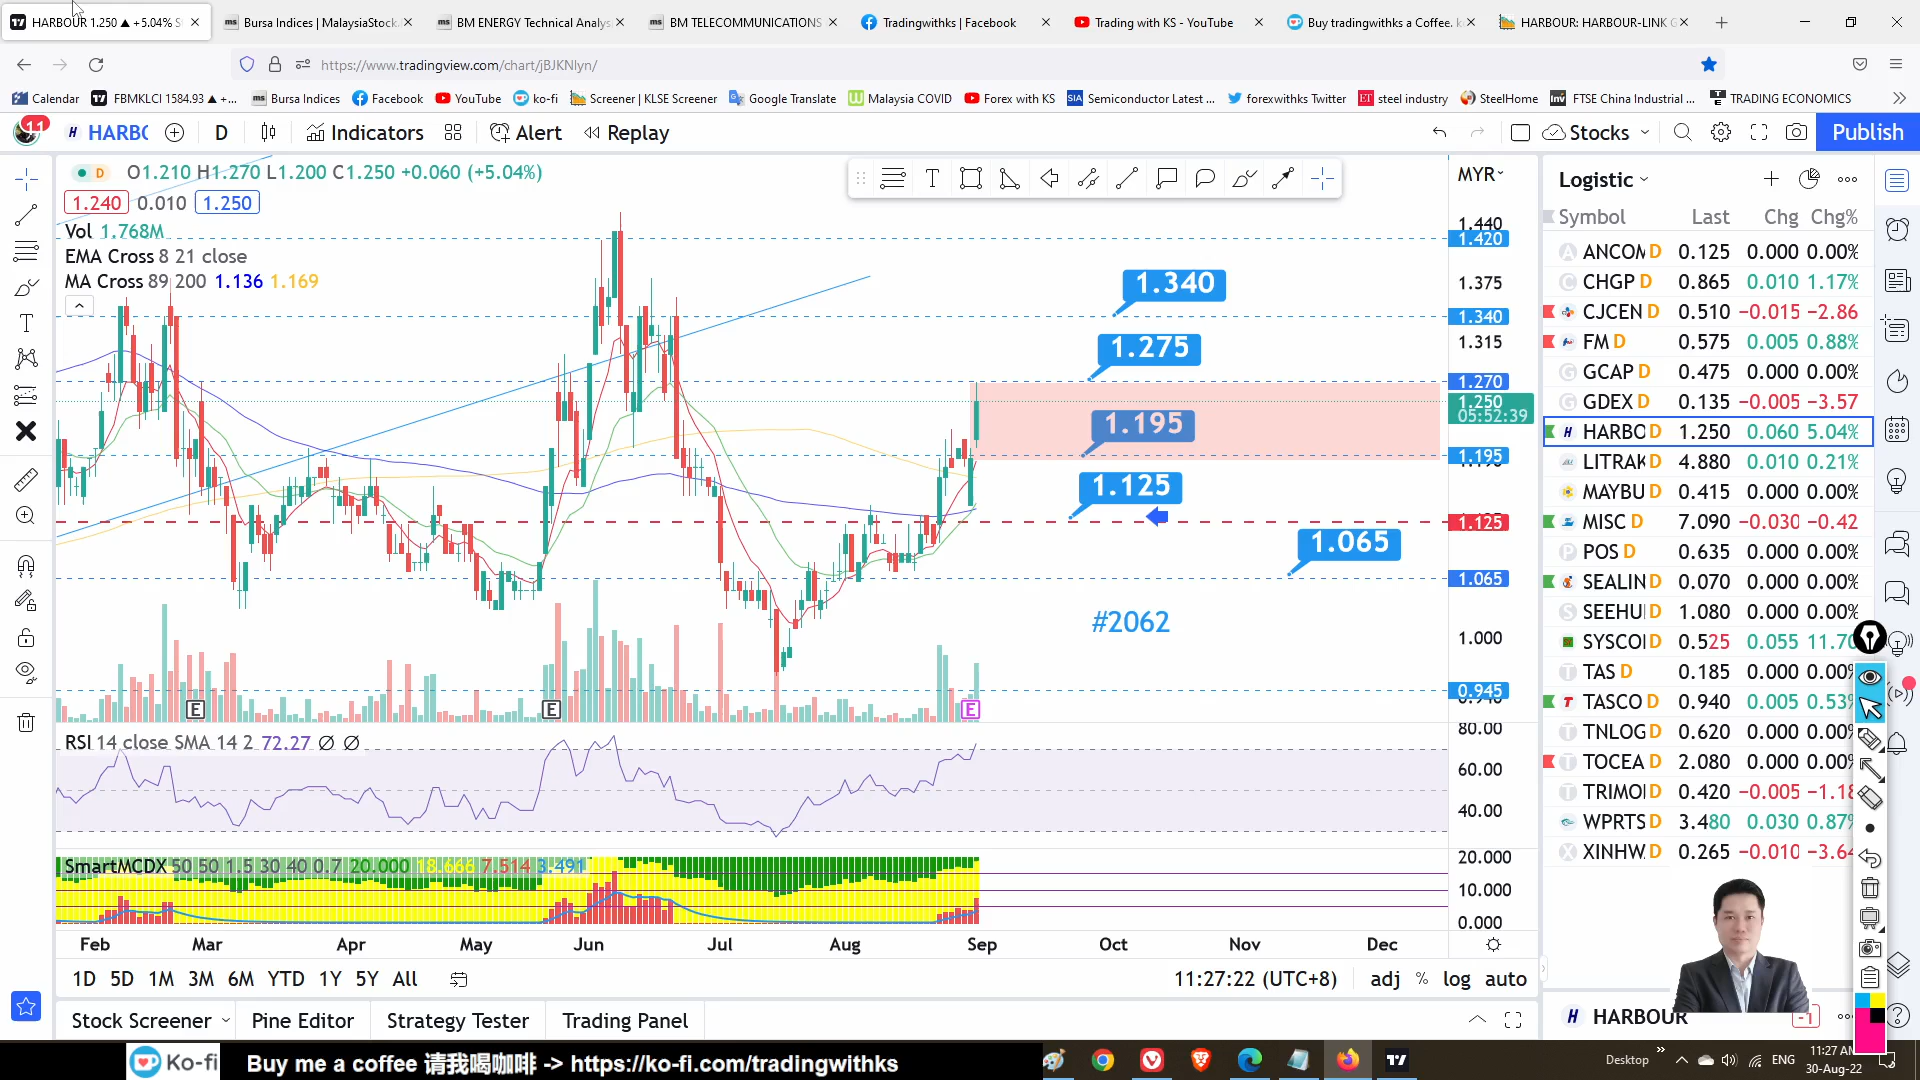 HARBOUR 1.250 ▲ +5.04%
Bursa Indices | MalaysiaStock.
BM ENERGY Technical Analys
BM TELECOMMUNICATIONS
Tradingwithks | Facebook
Trading with KS - YouTube
Buy tradingwithks a Coffee.
HARBOUR: HARBOUR-LINK G
https://www.tradingview.com/chart/jBJKNlyn/
Calendar
FBMKLCI 1584.93 ▲ +...
Bursa Indices
Facebook
YouTube
ko-fi
Screener | KLSE Screener
Google Translate
Malaysia COVID
Forex with KS
Semiconductor Latest ...
forexwithks Twitter
steel industry
SteelHome
FTSE China Industrial ...
TRADING ECONOMICS
11
HARBO
D
Indicators
Alert
Replay
Stocks
Publish
D O1.210 H1.270 L1.200 C1.250 +0.060 (+5.04%)
1.240 0.010 1.250
Vol 1.768M
EMA Cross 8 21 close
MA Cross 89 200 1.136 1.169
1.340
1.275
1.195
1.125
1.065
#2062
E
E
E
MYR
1.440
1.420
1.375
1.340
1.315
1.270
1.250
05:52:39
1.195
1.125
1.065
1.000
0.945
RSI 14 close SMA 14 2 72.27 Ø Ø
80.00
60.00
40.00
SmartMCDX 50 50 1.5 30 40 0.7 20.000 18.666 7.514 3.491
20.000
10.000
0.000
Feb Mar Apr May Jun Jul Aug Sep Oct Nov Dec
1D 5D 1M 3M 6M YTD 1Y 5Y All
11:27:22 (UTC+8) adj % log auto
Stock Screener Pine Editor Strategy Tester Trading Panel
Logistic
Symbol Last Chg Chg%
ANCOM D 0.125 0.000 0.00%
CHGP D 0.865 0.010 1.17%
CJCEN D 0.510 −0.015 −2.86
FM D 0.575 0.005 0.88%
GCAP D 0.475 0.000 0.00%
GDEX D 0.135 −0.005 −3.57
HARBO D 1.250 0.060 5.04%
LITRAK D 4.880 0.010 0.21%
MAYBU D 0.415 0.000 0.00%
MISC D 7.090 −0.030 −0.42
POS D 0.635 0.000 0.00%
SEALIN D 0.070 0.000 0.00%
SEEHU D 1.080 0.000 0.00%
SYSCO D 0.525 0.055 11.70
TAS D 0.185 0.000 0.00%
TASCO D 0.940 0.005 0.53%
TNLOG D 0.620 0.000 0.00%
TOCEA D 2.080 0.000 0.00%
TRIMO D 0.420 −0.005 −1.18
WPRTS D 3.480 0.030 0.87%
XINHW D 0.265 −0.010 −3.64
HARBOUR
-1
Ko-fi Buy me a coffee 请我喝咖啡 -> https://ko-fi.com/tradingwithks
Desktop
ENG
11:27 AM
30-Aug-22